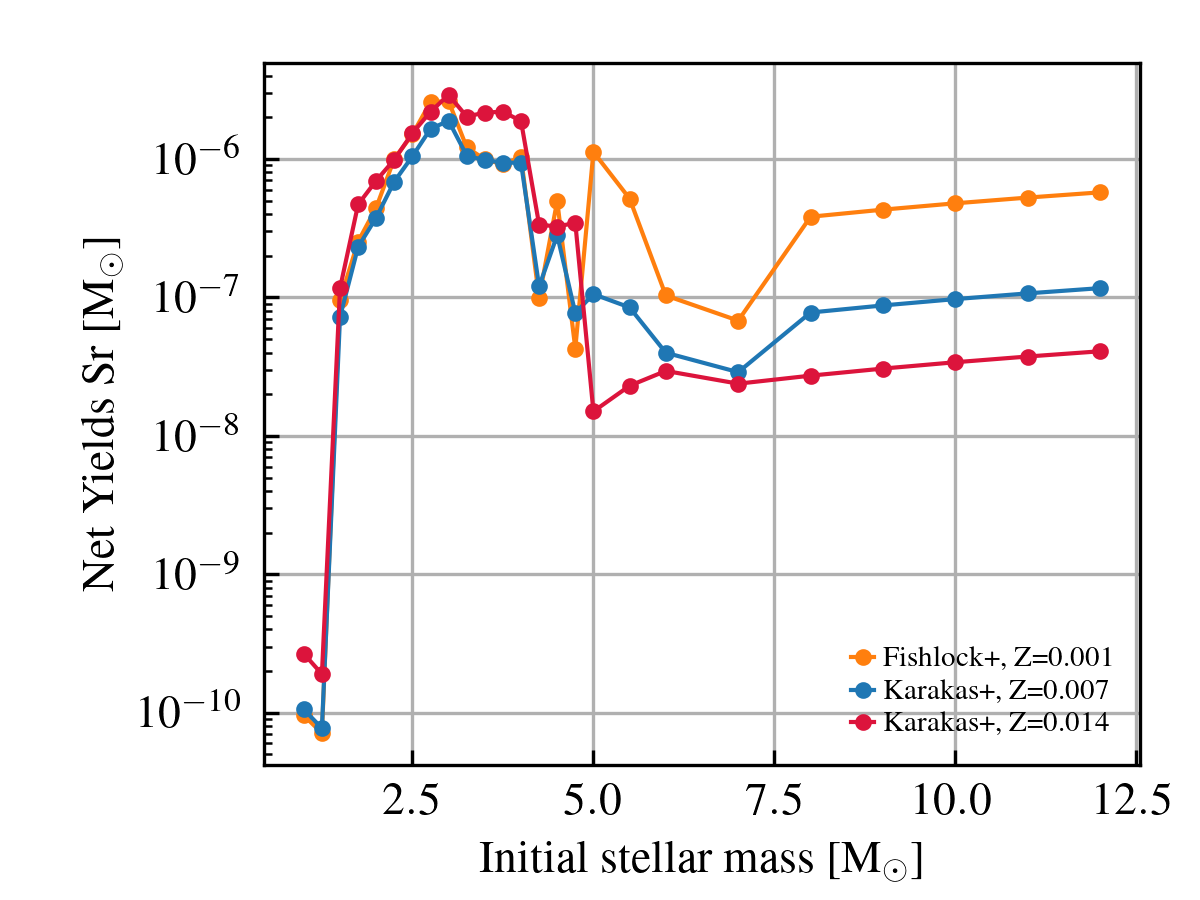 Net Yields Sr [M☉]
10⁻⁶
10⁻⁷
10⁻⁸
10⁻⁹
10⁻¹⁰
Fishlock+, Z=0.001
Karakas+, Z=0.007
Karakas+, Z=0.014
2.5 5.0 7.5 10.0 12.5
Initial stellar mass [M☉]